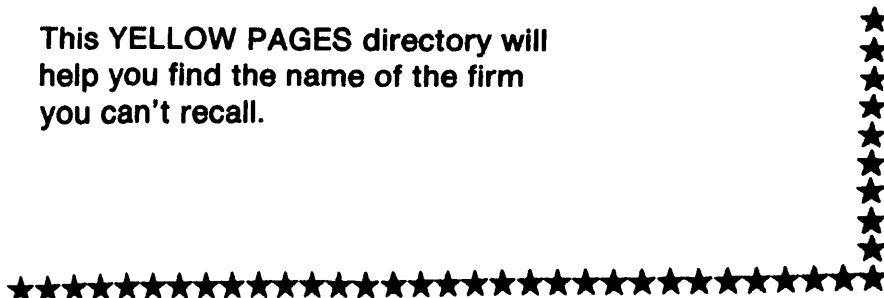 This YELLOW PAGES directory will
help you find the name of the firm
you can't recall.